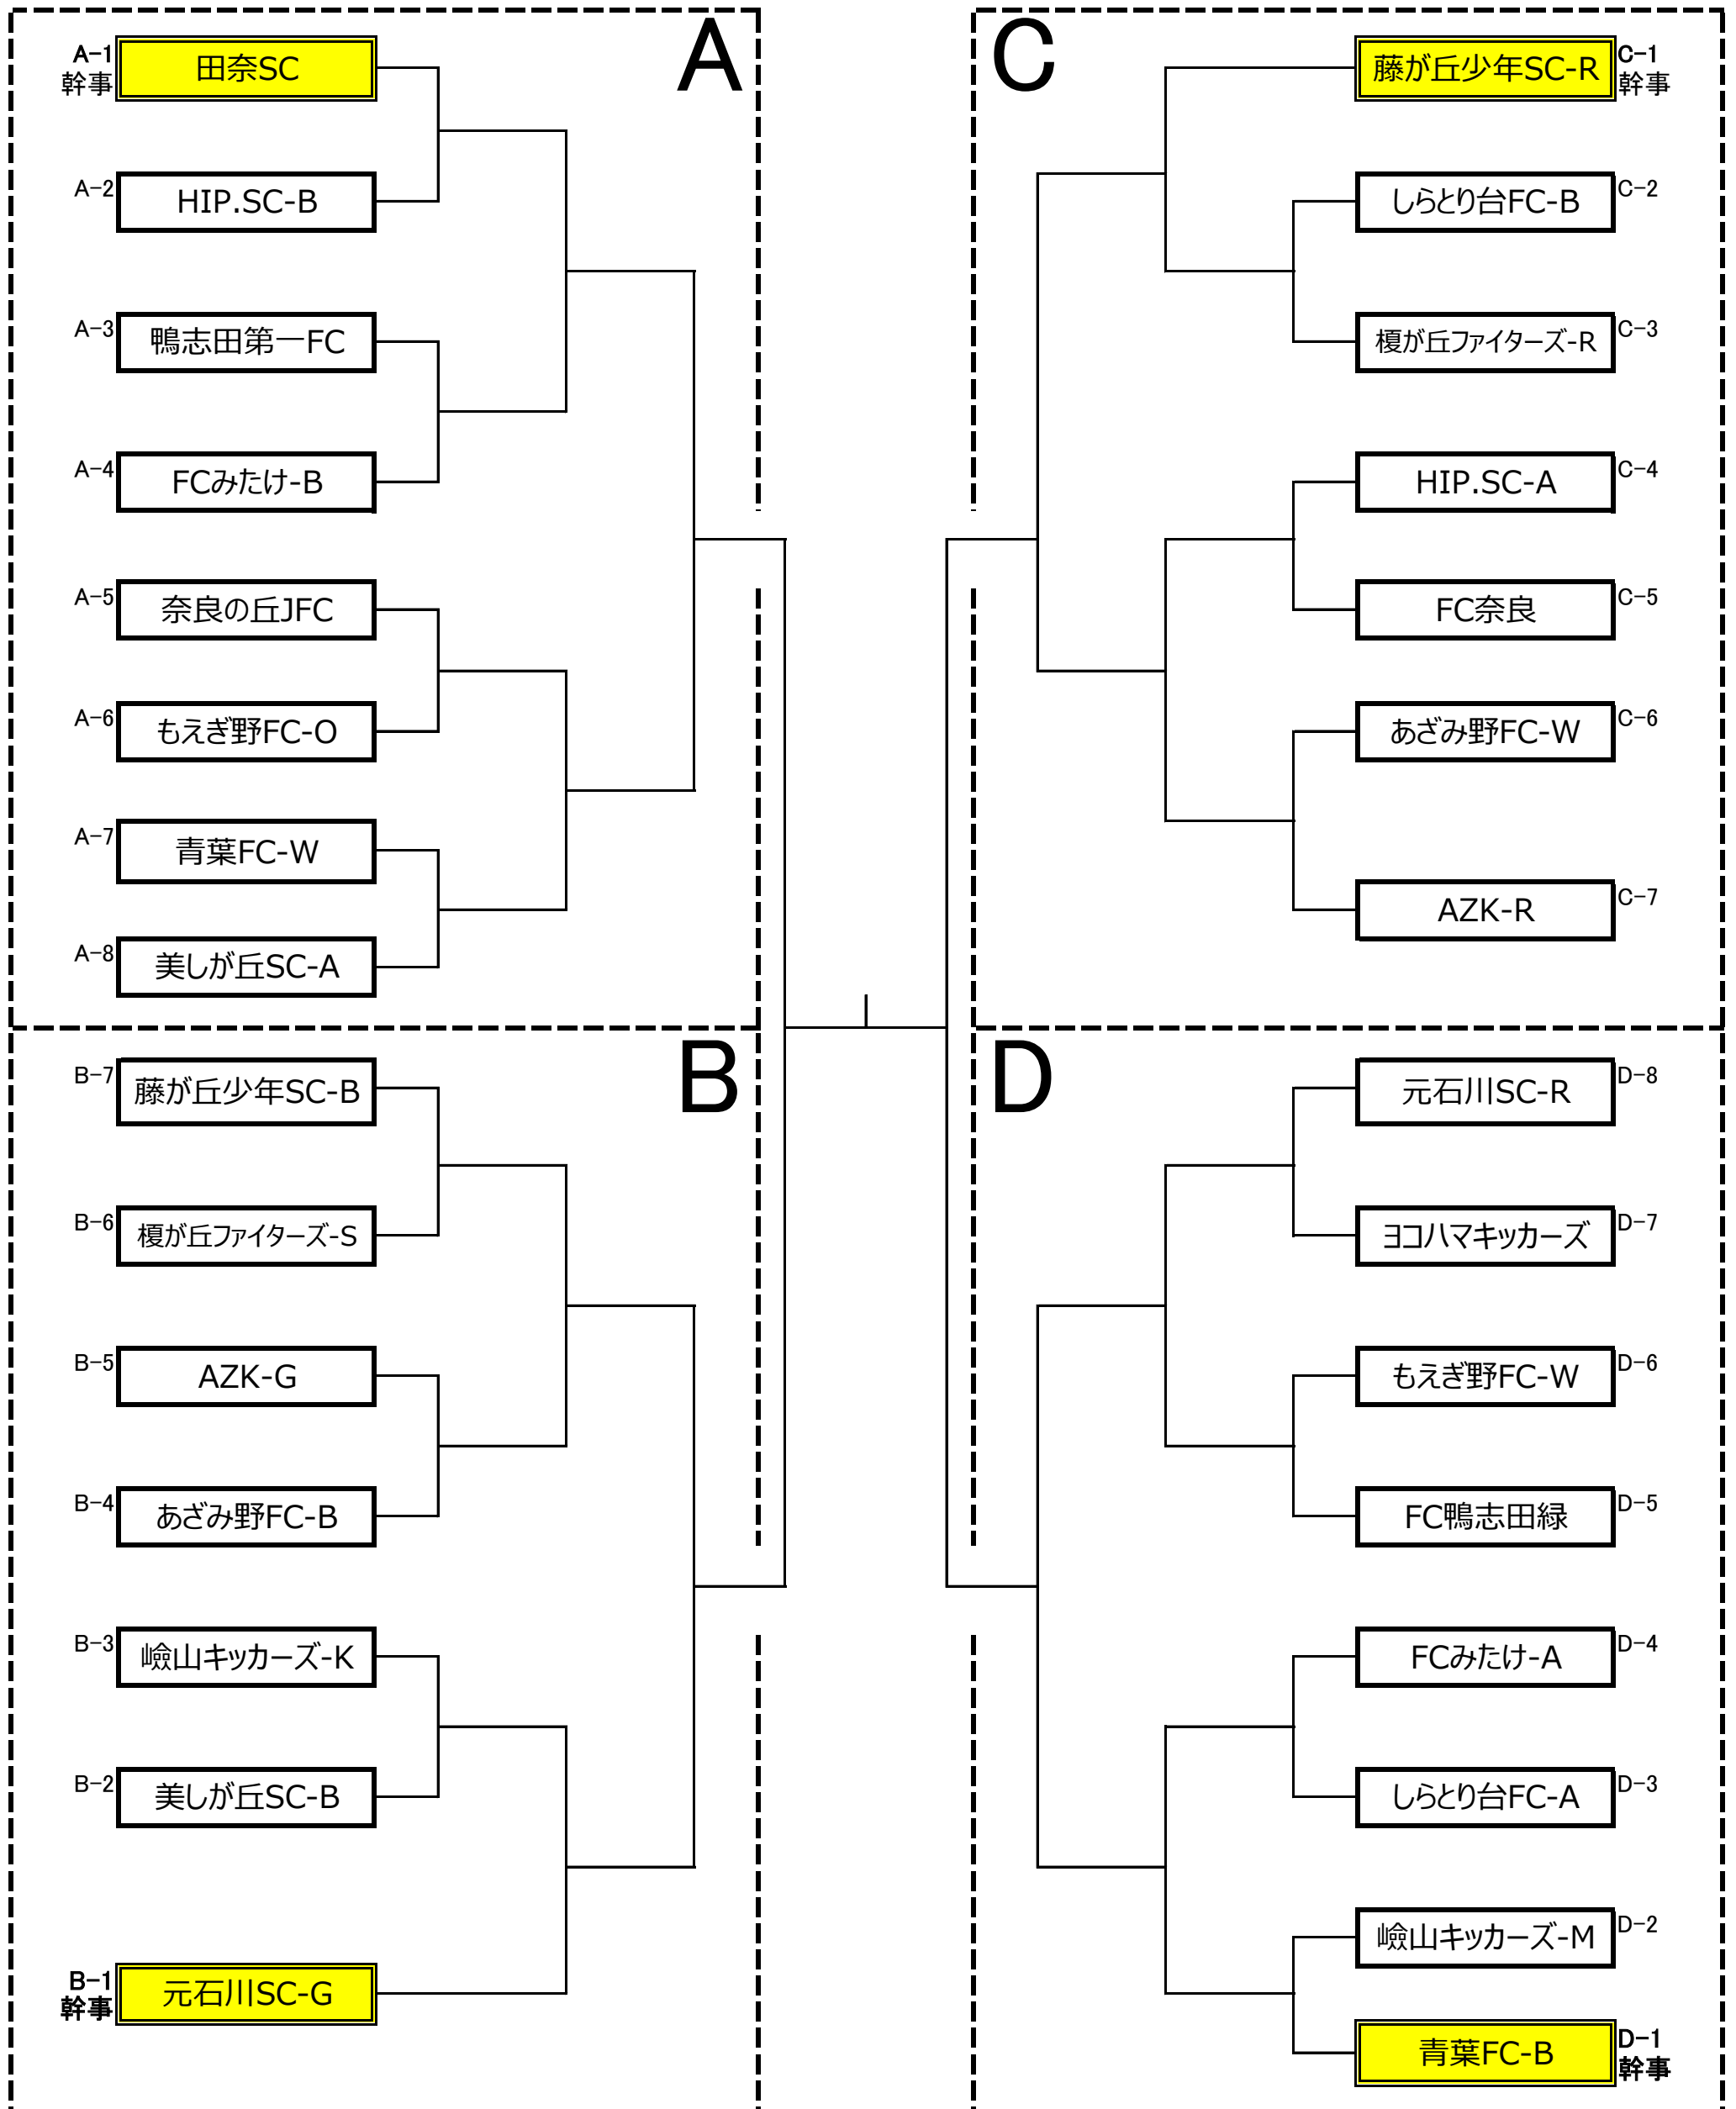 A
A-1
幹事
田奈SC
A-2
HIP.SC-B
A-3
鴨志田第一FC
A-4
FCみたけ-B
A-5
奈良の丘JFC
A-6
もえぎ野FC-O
A-7
青葉FC-W
A-8
美しが丘SC-A
B
B-7
藤が丘少年SC-B
B-6
榎が丘ファイターズ-S
B-5
AZK-G
B-4
あざみ野FC-B
B-3
嶮山キッカーズ-K
B-2
美しが丘SC-B
B-1
幹事
元石川SC-G
C
藤が丘少年SC-R
C-1
幹事
しらとり台FC-B
C-2
榎が丘ファイターズ-R
C-3
HIP.SC-A
C-4
FC奈良
C-5
あざみ野FC-W
C-6
AZK-R
C-7
D
元石川SC-R
D-8
ヨコハマキッカーズ
D-7
もえぎ野FC-W
D-6
FC鴨志田緑
D-5
FCみたけ-A
D-4
しらとり台FC-A
D-3
嶮山キッカーズ-M
D-2
青葉FC-B
D-1
幹事